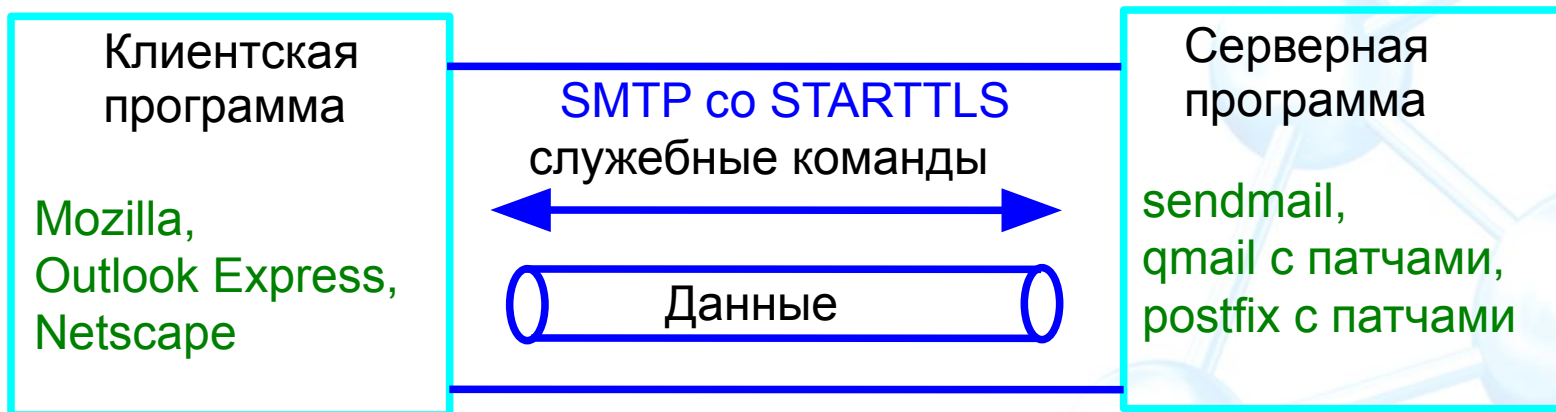 Клиентская
программа
Mozilla,
Outlook Express,
Netscape
SMTP со STARTTLS
служебные команды
Данные
Серверная
программа
sendmail,
qmail с патчами,
postfix с патчами